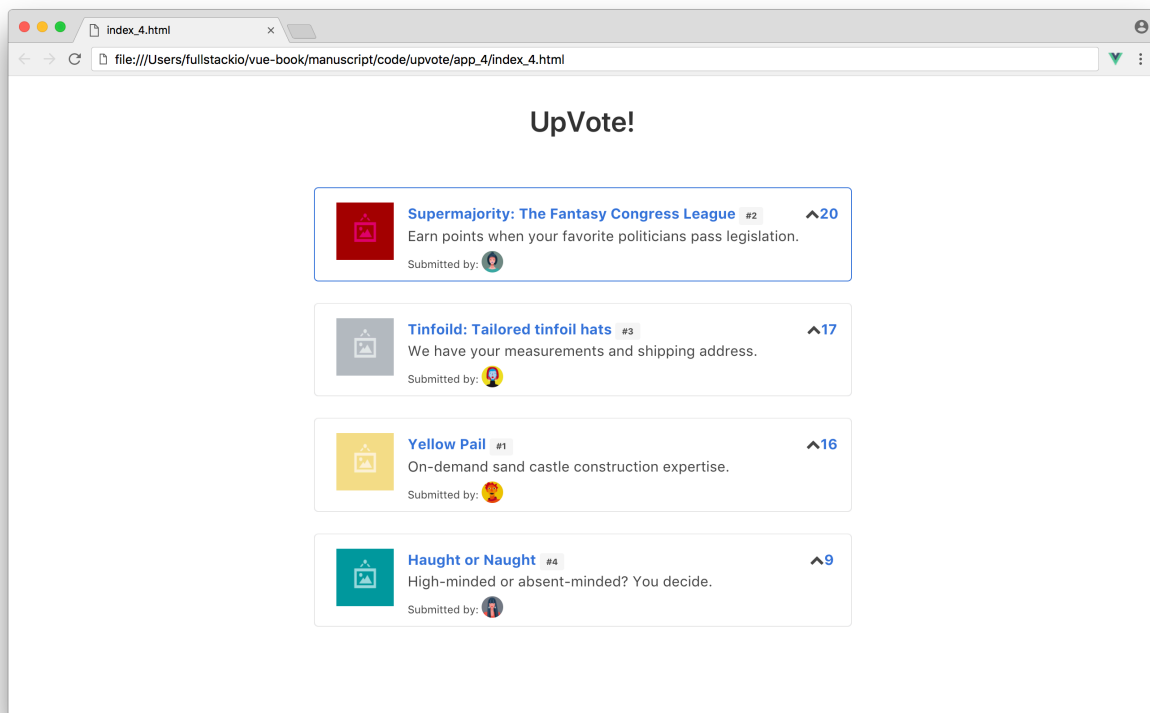 index_4.html
file:///Users/fullstackio/vue-book/manuscript/code/upvote/app_4/index_4.html
UpVote!
Supermajority: The Fantasy Congress League #2 20
Earn points when your favorite politicians pass legislation.
Submitted by:
Tinfoild: Tailored tinfoil hats #3 17
We have your measurements and shipping address.
Submitted by:
Yellow Pail #1 16
On-demand sand castle construction expertise.
Submitted by:
Haught or Naught #4 9
High-minded or absent-minded? You decide.
Submitted by: